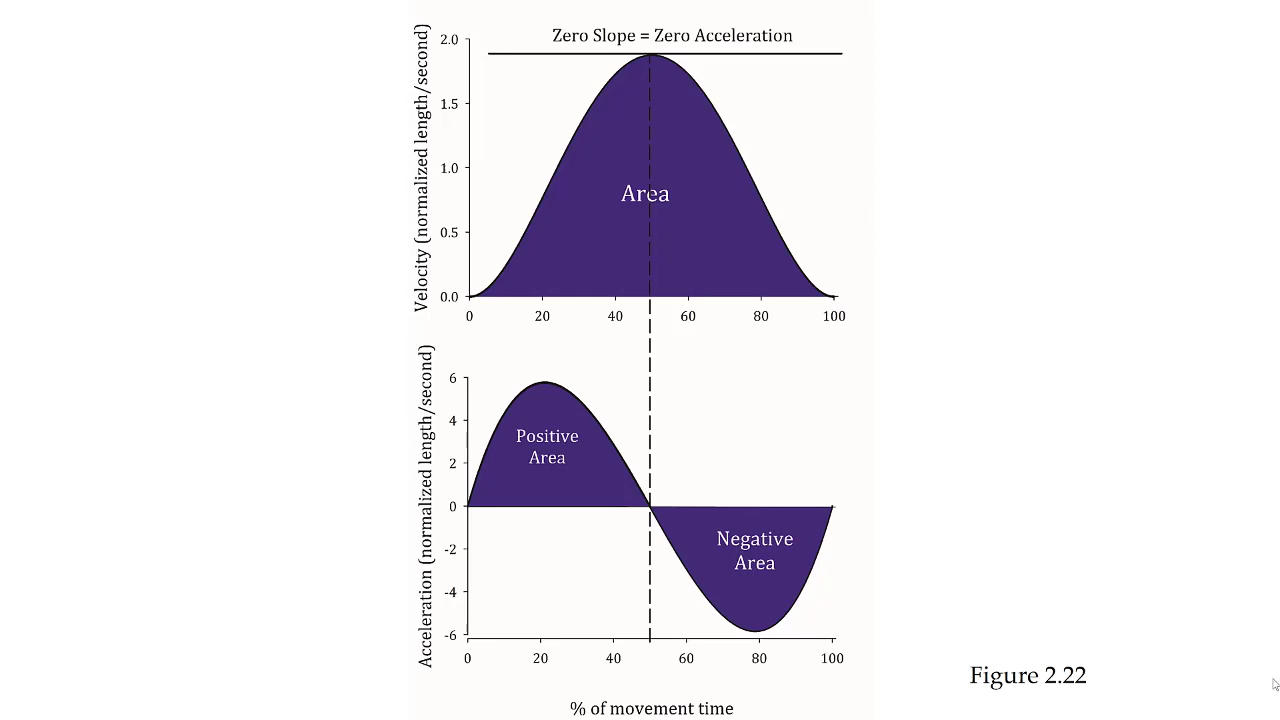 Zero Slope = Zero Acceleration
Velocity (normalized length/second)
2.0
1.5
1.0
0.5
0.0
Area
0 20 40 60 80 100
Acceleration (normalized length/second)
6
4
2
0
-2
-4
-6
Positive
Area
Negative
Area
0 20 40 60 80 100
% of movement time
Figure 2.22